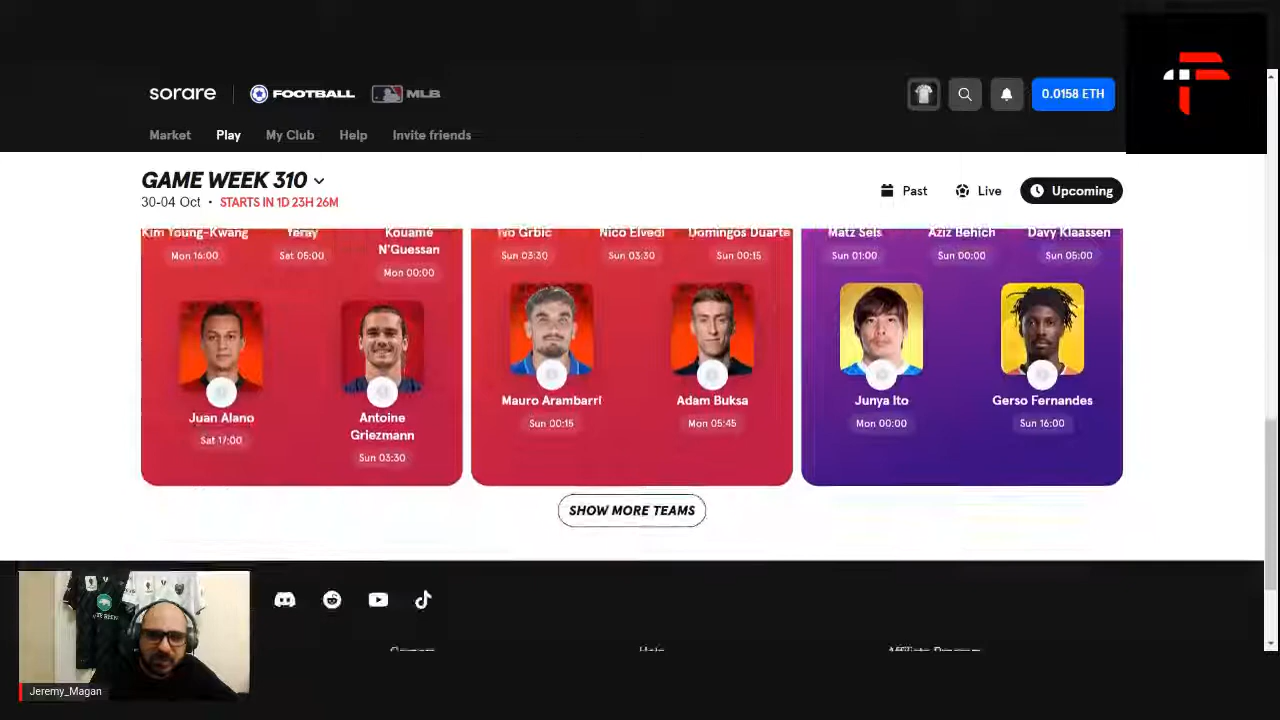 sorare FOOTBALL MLB
0.0158 ETH
Market Play My Club Help Invite friends
GAME WEEK 310
30-04 Oct • STARTS IN 1D 23H 26M
Past Live Upcoming
Kim Young-Kwang Yeray Kouamé N'Guessan
Mon 16:00 Sat 05:00 Mon 00:00
Ivo Grbic Nico Elvedi Domingos Duarte
Sun 03:30 Sun 03:30 Sun 00:15
Matz Sels Aziz Behich Davy Klaassen
Sun 01:00 Sun 00:00 Sun 05:00
Juan Alano
Sat 17:00
Antoine
Griezmann
Sun 03:30
Mauro Arambarri
Sun 00:15
Adam Buksa
Mon 05:45
Junya Ito
Mon 00:00
Gerso Fernandes
Sun 16:00
SHOW MORE TEAMS
Jeremy_Magan